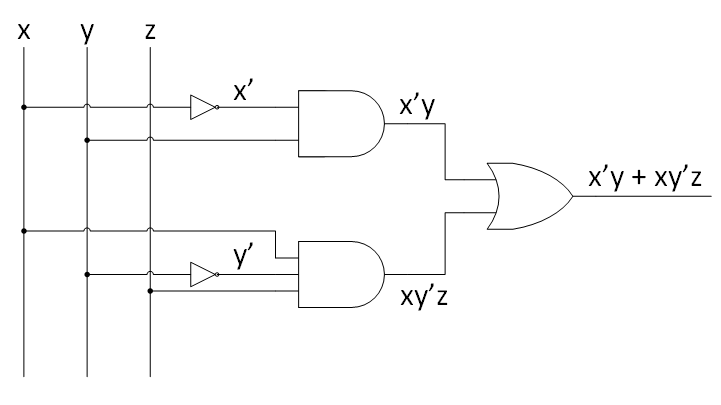 x y z
x’
x’y
x’y + xy’z
y’
xy’z